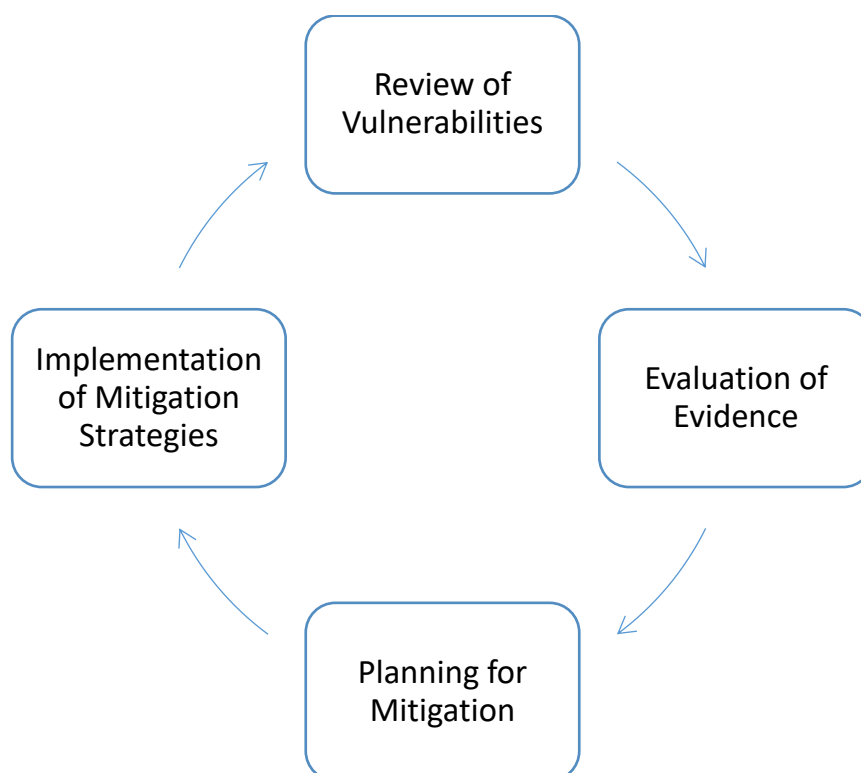 Review of
Vulnerabilities
Evaluation of
Evidence
Planning for
Mitigation
Implementation
of Mitigation
Strategies